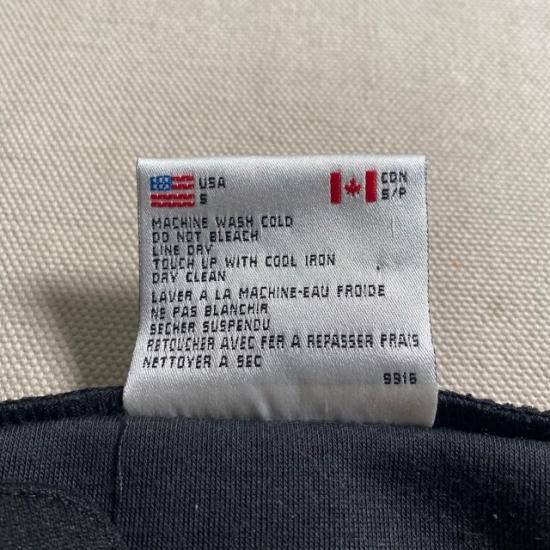 USA
S
CDN
S/P
MACHINE WASH COLD
DO NOT BLEACH
LINE DRY
TOUCH UP WITH COOL IRON
DRY CLEAN
LAVER A LA MACHINE-EAU FROIDE
NE PAS BLANCHIR
SECHER SUSPENDU
RETOUCHER AVEC FER A REPASSER FRAIS
NETTOYER A SEC
9916